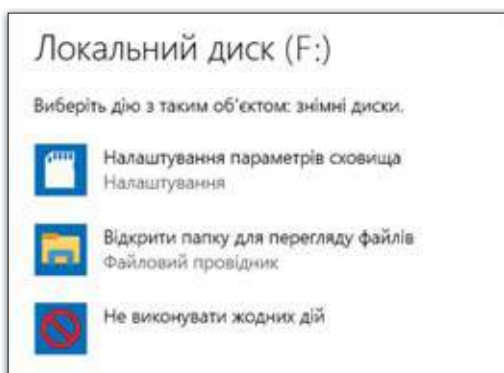 Локальний диск (F:)
Виберіть дію з таким об'єктом: знімні диски.
Налаштування параметрів сховища
Налаштування
Відкрити папку для перегляду файлів
Файловий провідник
Не виконувати жодних дій